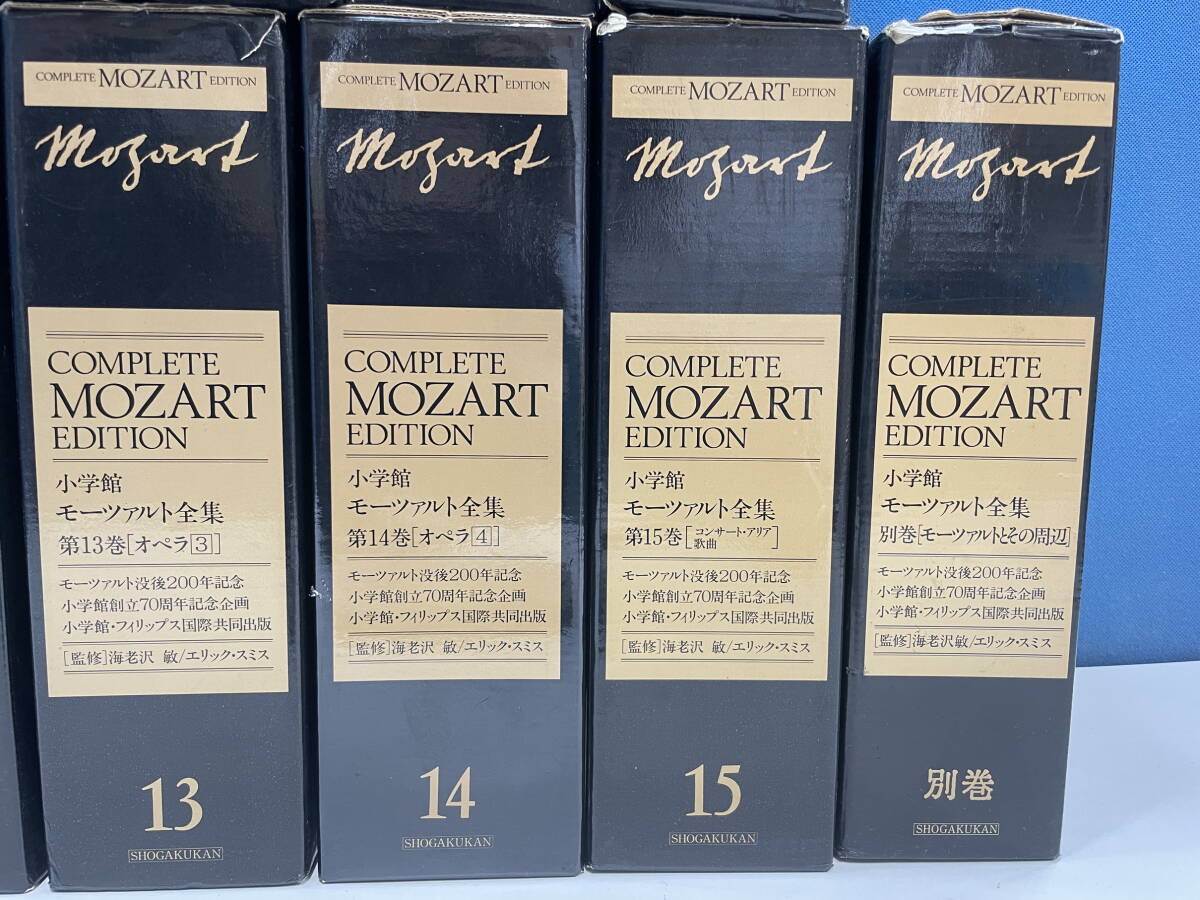 COMPLETE MOZART EDITION
Mozart
COMPLETE
MOZART
EDITION
小学館
モーツァルト全集
第13巻[オペラ3]
モーツァルト没後200年記念
小学館創立70周年記念企画
小学館・フィリップス国際共同出版
[監修]海老沢 敏/エリック・スミス
13
SHOGAKUKAN
COMPLETE MOZART EDITION
Mozart
COMPLETE
MOZART
EDITION
小学館
モーツァルト全集
第14巻[オペラ4]
モーツァルト没後200年記念
小学館創立70周年記念企画
小学館・フィリップス国際共同出版
[監修]海老沢 敏/エリック・スミス
14
SHOGAKUKAN
COMPLETE MOZART EDITION
Mozart
COMPLETE
MOZART
EDITION
小学館
モーツァルト全集
第15巻[コンサート・アリア
歌曲]
モーツァルト没後200年記念
小学館創立70周年記念企画
小学館・フィリップス国際共同出版
[監修]海老沢 敏/エリック・スミス
15
SHOGAKUKAN
COMPLETE MOZART EDITION
Mozart
COMPLETE
MOZART
EDITION
小学館
モーツァルト全集
別巻[モーツァルトとその周辺]
モーツァルト没後200年記念
小学館創立70周年記念企画
小学館・フィリップス国際共同出版
[監修]海老沢 敏/エリック・スミス
別巻
SHOGAKUKAN